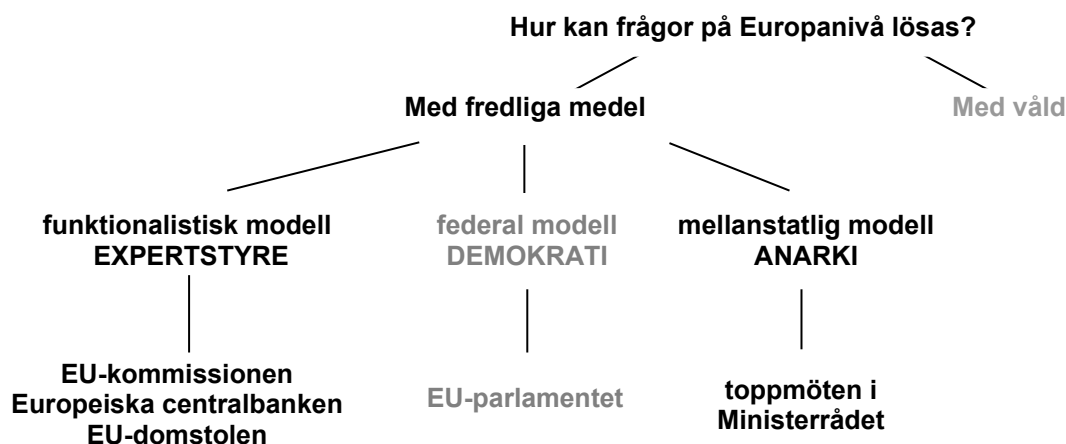 Hur kan frågor på Europanivå lösas?
Med fredliga medel
Med våld
funktionalistisk modell
EXPERTSTYRE
federal modell
DEMOKRATI
mellanstatlig modell
ANARKI
EU-kommissionen
Europeiska centralbanken
EU-domstolen
EU-parlamentet
toppmöten i
Ministerrådet